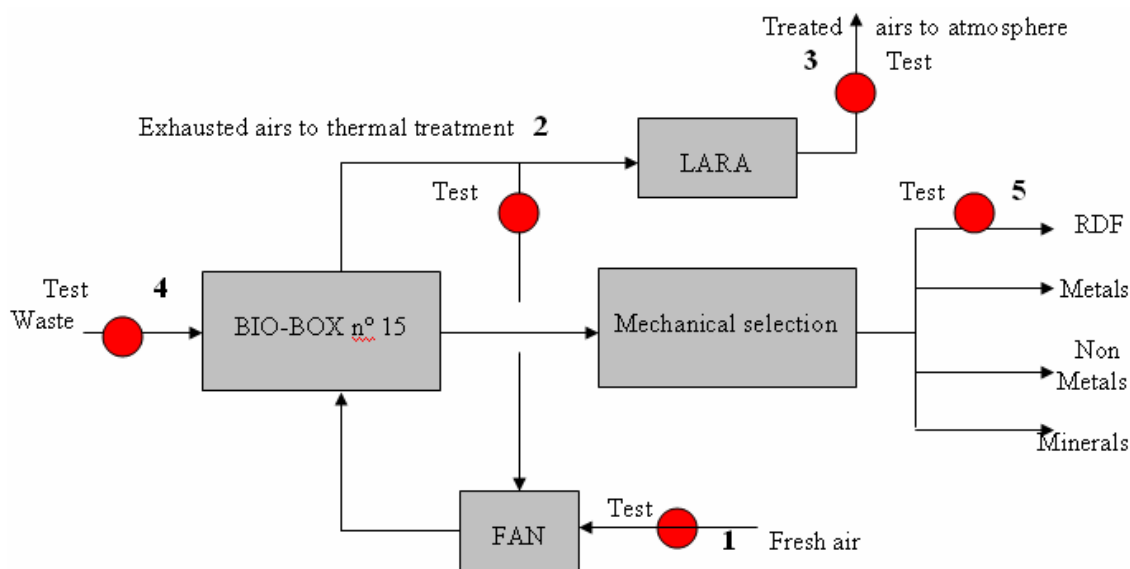 Treated airs to atmosphere
3 Test
Exhausted airs to thermal treatment 2
LARA
Test
Test 5
RDF
Test 4
Waste
BIO-BOX nº 15
Mechanical selection
Metals
Non
Metals
Minerals
Test
FAN
1 Fresh air